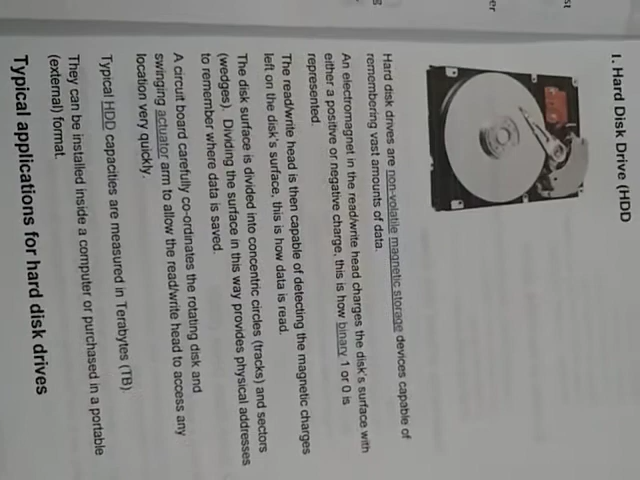 I. Hard Disk Drive (HDD
Hard disk drives are non-volatile magnetic storage devices capable of
remembering vast amounts of data.
An electromagnet in the read/write head charges the disk's surface with
either a positive or negative charge, this is how binary 1 or 0 is
represented.
The read/write head is then capable of detecting the magnetic charges
left on the disk's surface, this is how data is read.
The disk surface is divided into concentric circles (tracks) and sectors
(wedges). Dividing the surface in this way provides physical addresses
to remember where data is saved.
A circuit board carefully co-ordinates the rotating disk and
swinging actuator arm to allow the read/write head to access any
location very quickly.
Typical HDD capacities are measured in Terabytes (TB).
They can be installed inside a computer or purchased in a portable
(external) format.
Typical applications for hard disk drives
st
er